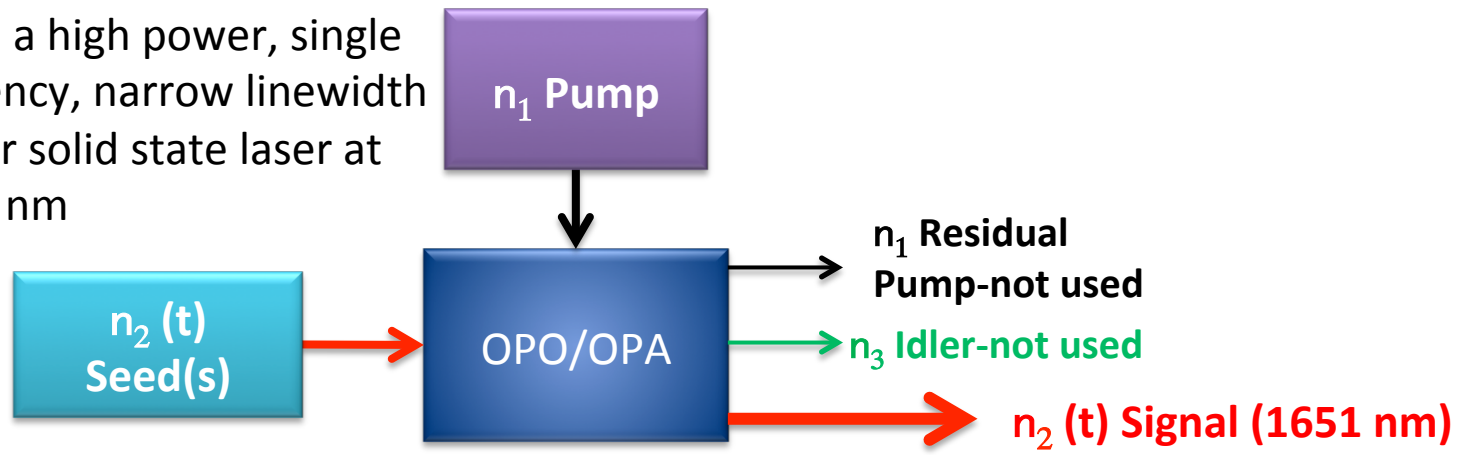 a high power, single
ency, narrow linewidth
r solid state laser at
nm
n₁ Pump
n₂ (t)
Seed(s)
OPO/OPA
n₁ Residual
Pump-not used
n₃ Idler-not used
n₂ (t) Signal (1651 nm)